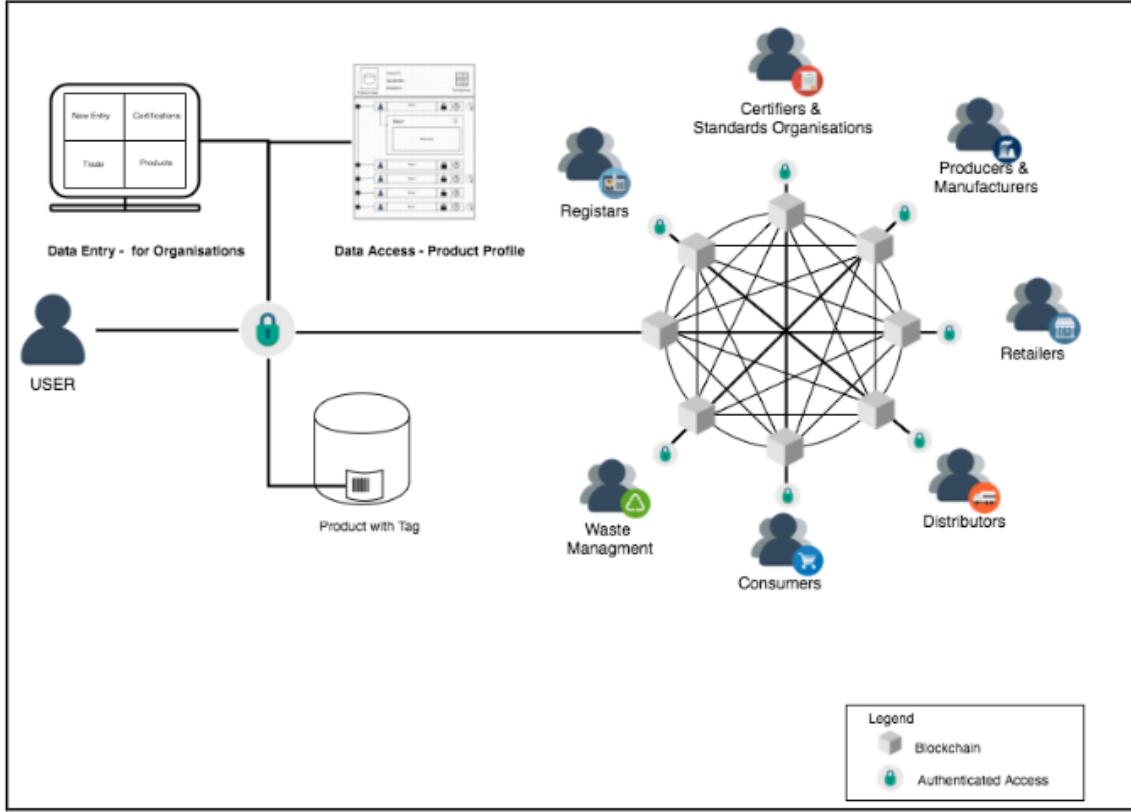 Certifiers &
Standards Organisations
Producers &
Manufacturers
New Entry
Certifications
Trade
Products
Registars
Data Entry - for Organisations
Data Access - Product Profile
Retailers
USER
Product with Tag
Waste
Managment
Distributors
Consumers
Legend
Blockchain
Authenticated Access